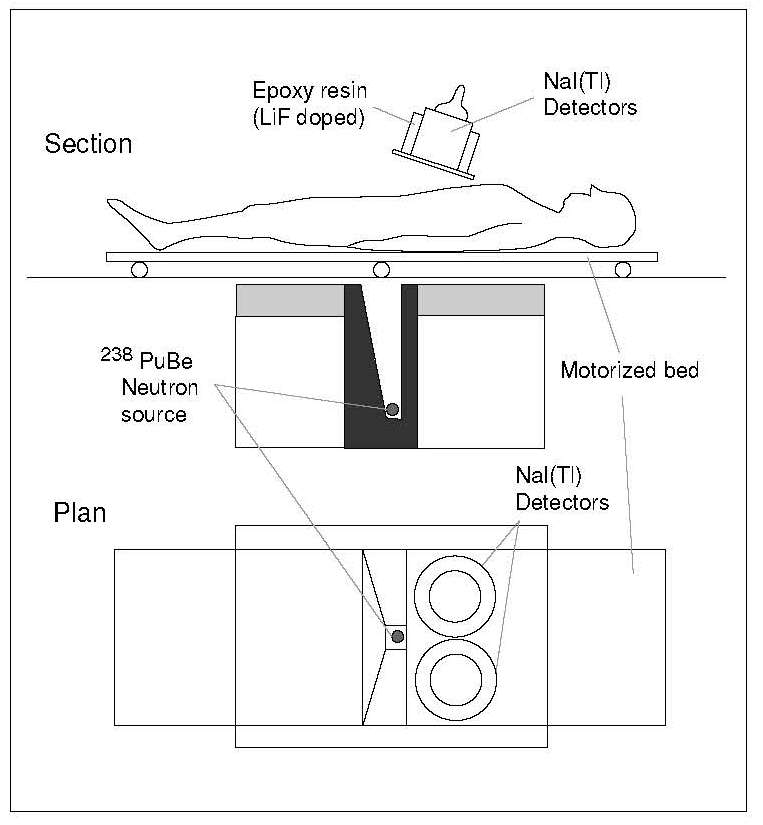 Epoxy resin
(LiF doped)
NaI(Tl)
Detectors
Section
238 PuBe
Neutron
source
Motorized bed
NaI(Tl)
Detectors
Plan